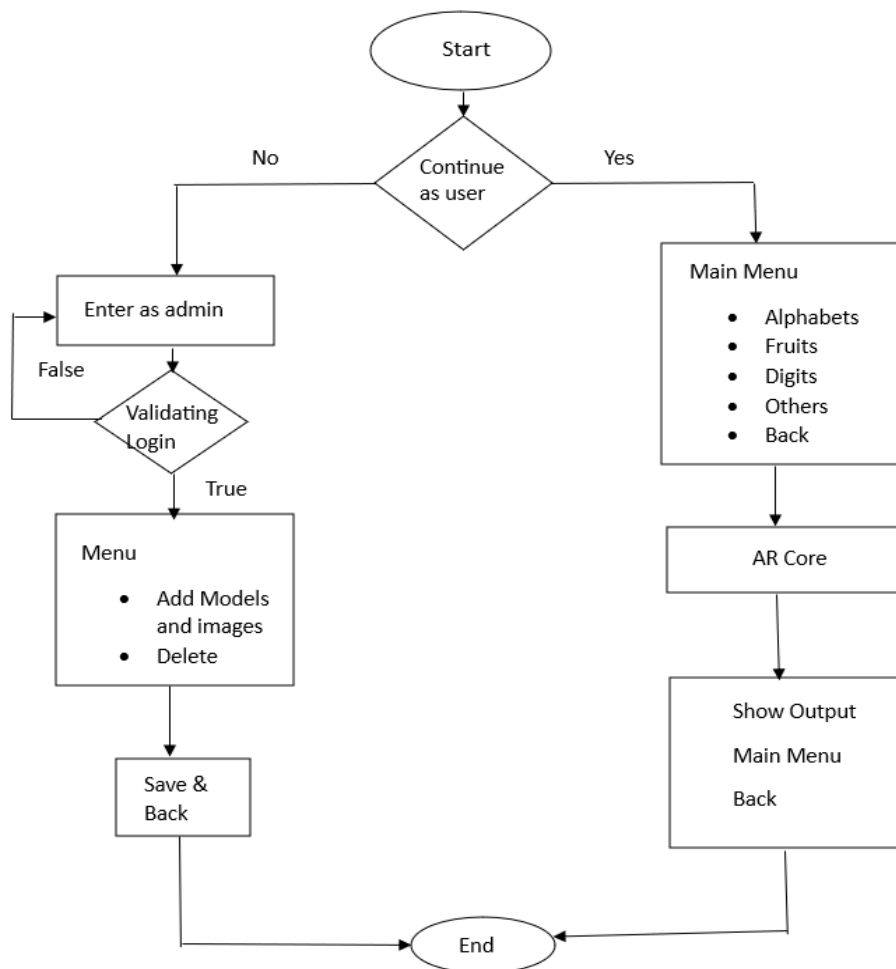 Start
Continue
as user
No
Yes
Enter as admin
False
Validating
Login
True
Menu
• Add Models
and images
• Delete
Save &
Back
Main Menu
• Alphabets
• Fruits
• Digits
• Others
• Back
AR Core
Show Output
Main Menu
Back
End